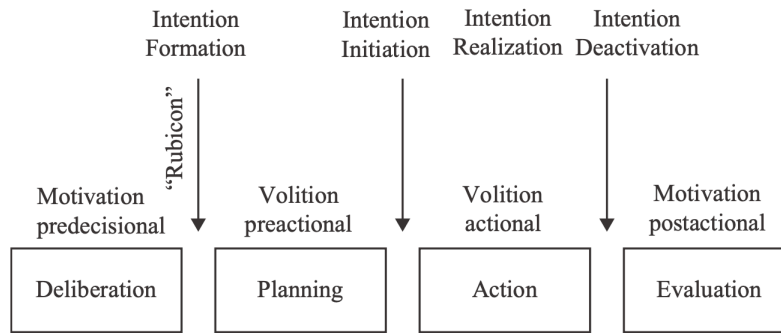 Intention
Formation
Intention
Initiation
Intention
Realization
Intention
Deactivation
“Rubicon”
Motivation
predecisional
Volition
preactional
Volition
actional
Motivation
postactional
Deliberation
Planning
Action
Evaluation